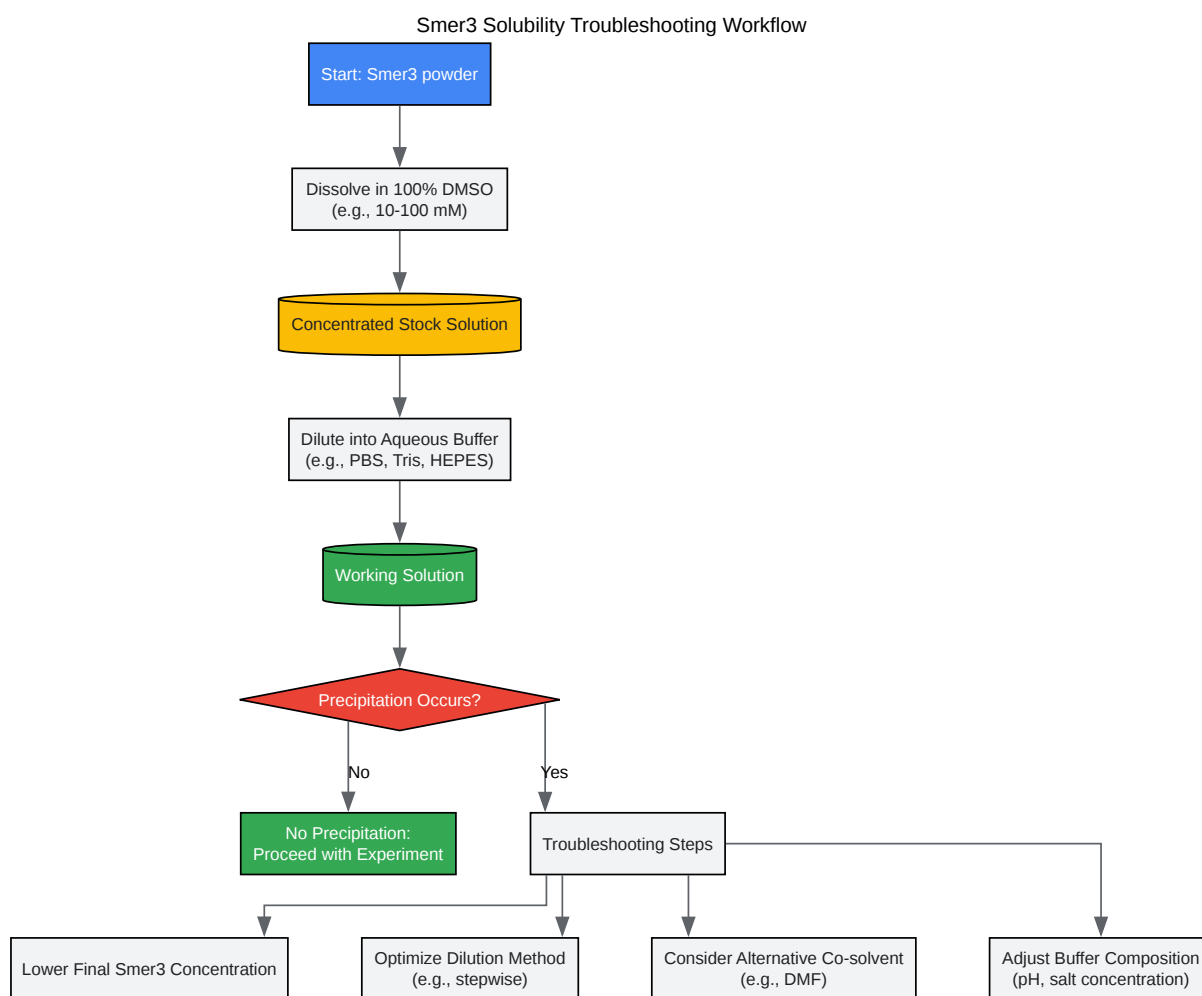 Smer3 Solubility Troubleshooting Workflow
Start: Smer3 powder
Dissolve in 100% DMSO
(e.g., 10-100 mM)
Concentrated Stock Solution
Dilute into Aqueous Buffer
(e.g., PBS, Tris, HEPES)
Working Solution
Precipitation Occurs?
No
Yes
No Precipitation:
Proceed with Experiment
Troubleshooting Steps
Lower Final Smer3 Concentration
Optimize Dilution Method
(e.g., stepwise)
Consider Alternative Co-solvent
(e.g., DMF)
Adjust Buffer Composition
(pH, salt concentration)